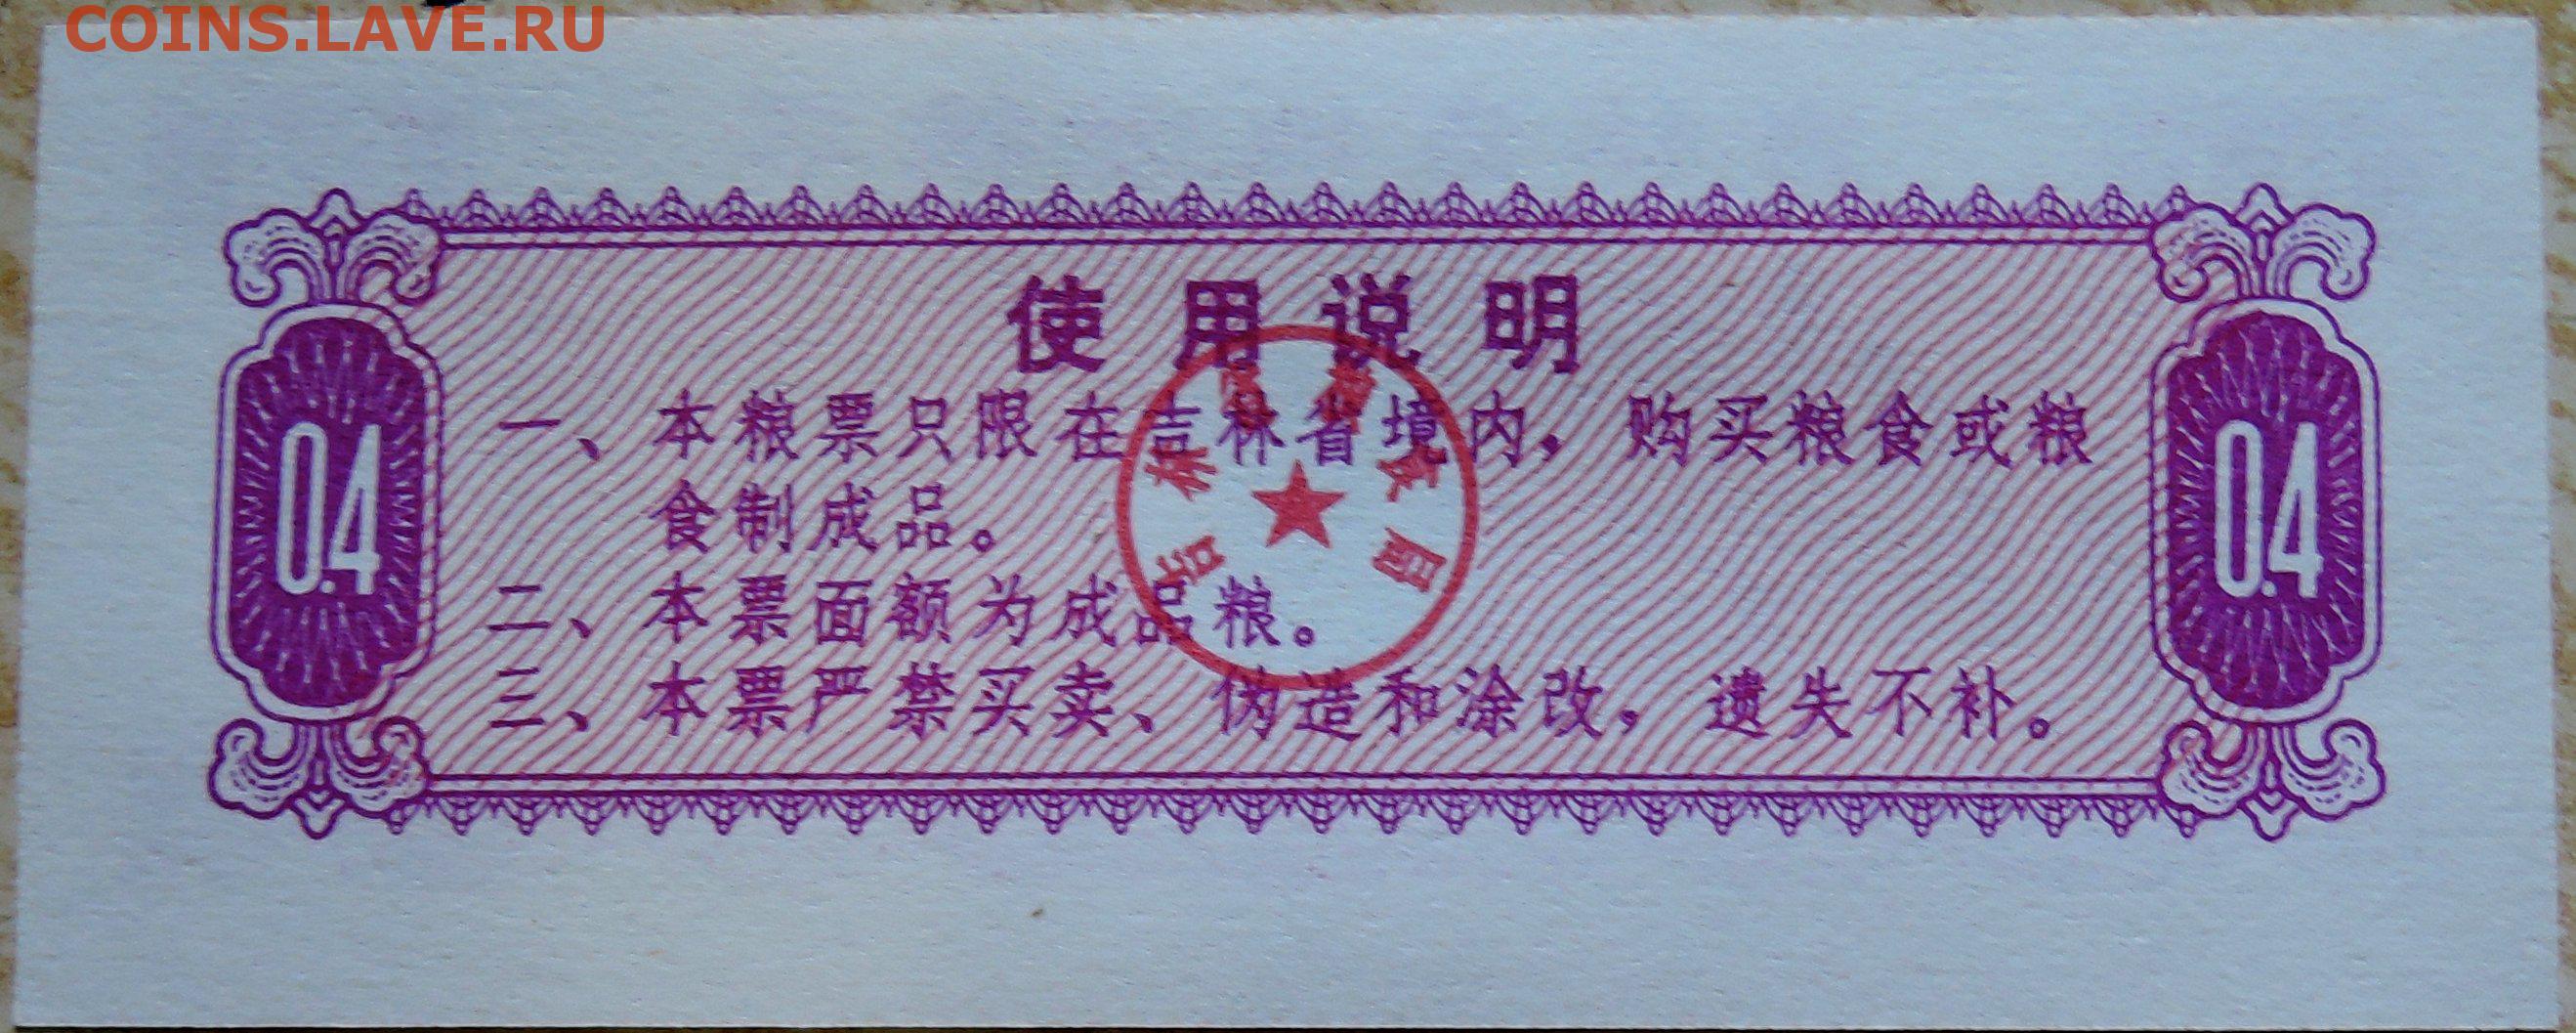 COINS.LAVE.RU
使用说明
0.4
一、本粮票只限在吉林省境内，购买粮食或粮
食制成品。
二、本票面额为成品粮。
三、本票严禁买卖、伪造和涂改，遗失不补。
0.4
吉林